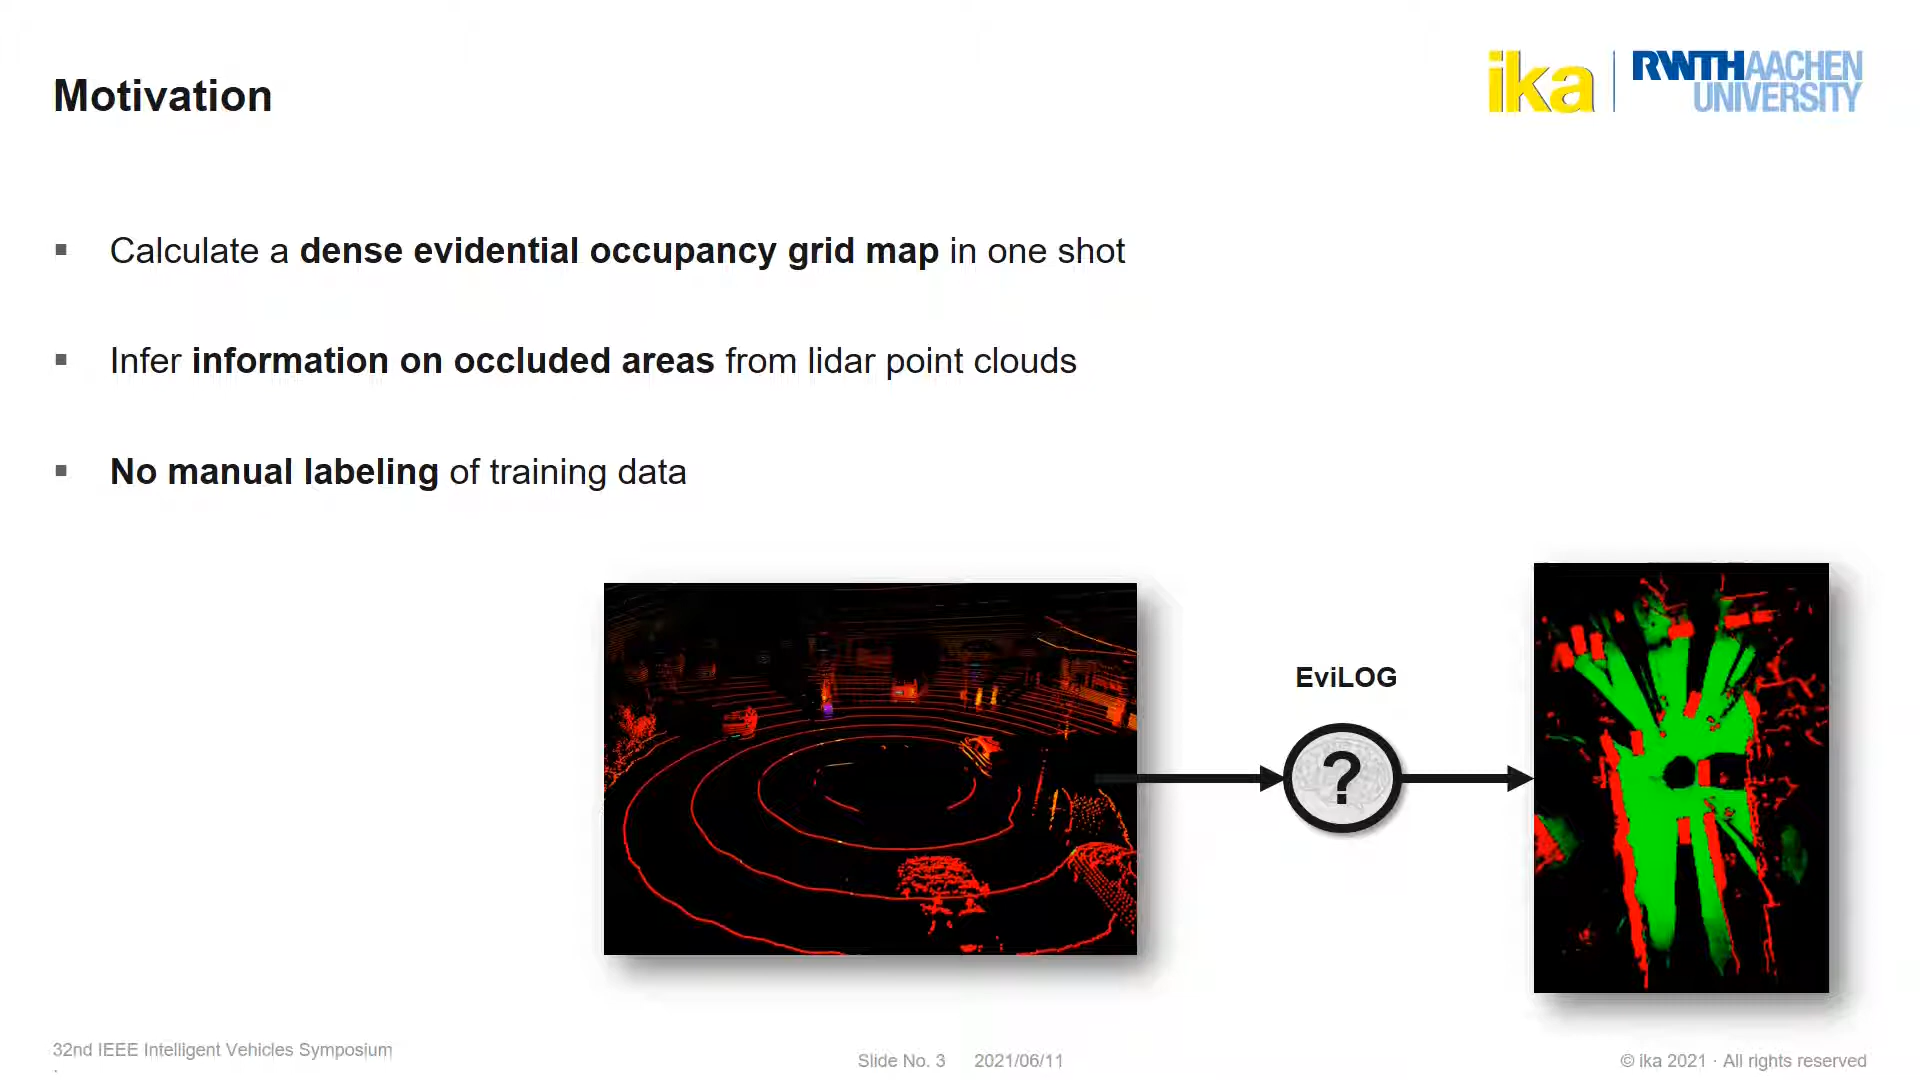 Motivation
ika
RWTHAACHEN
UNIVERSITY
Calculate a dense evidential occupancy grid map in one shot
Infer information on occluded areas from lidar point clouds
No manual labeling of training data
EviLOG
?
32nd IEEE Intelligent Vehicles Symposium
Slide No. 3 2021/06/11
© ika 2021 · All rights reserved